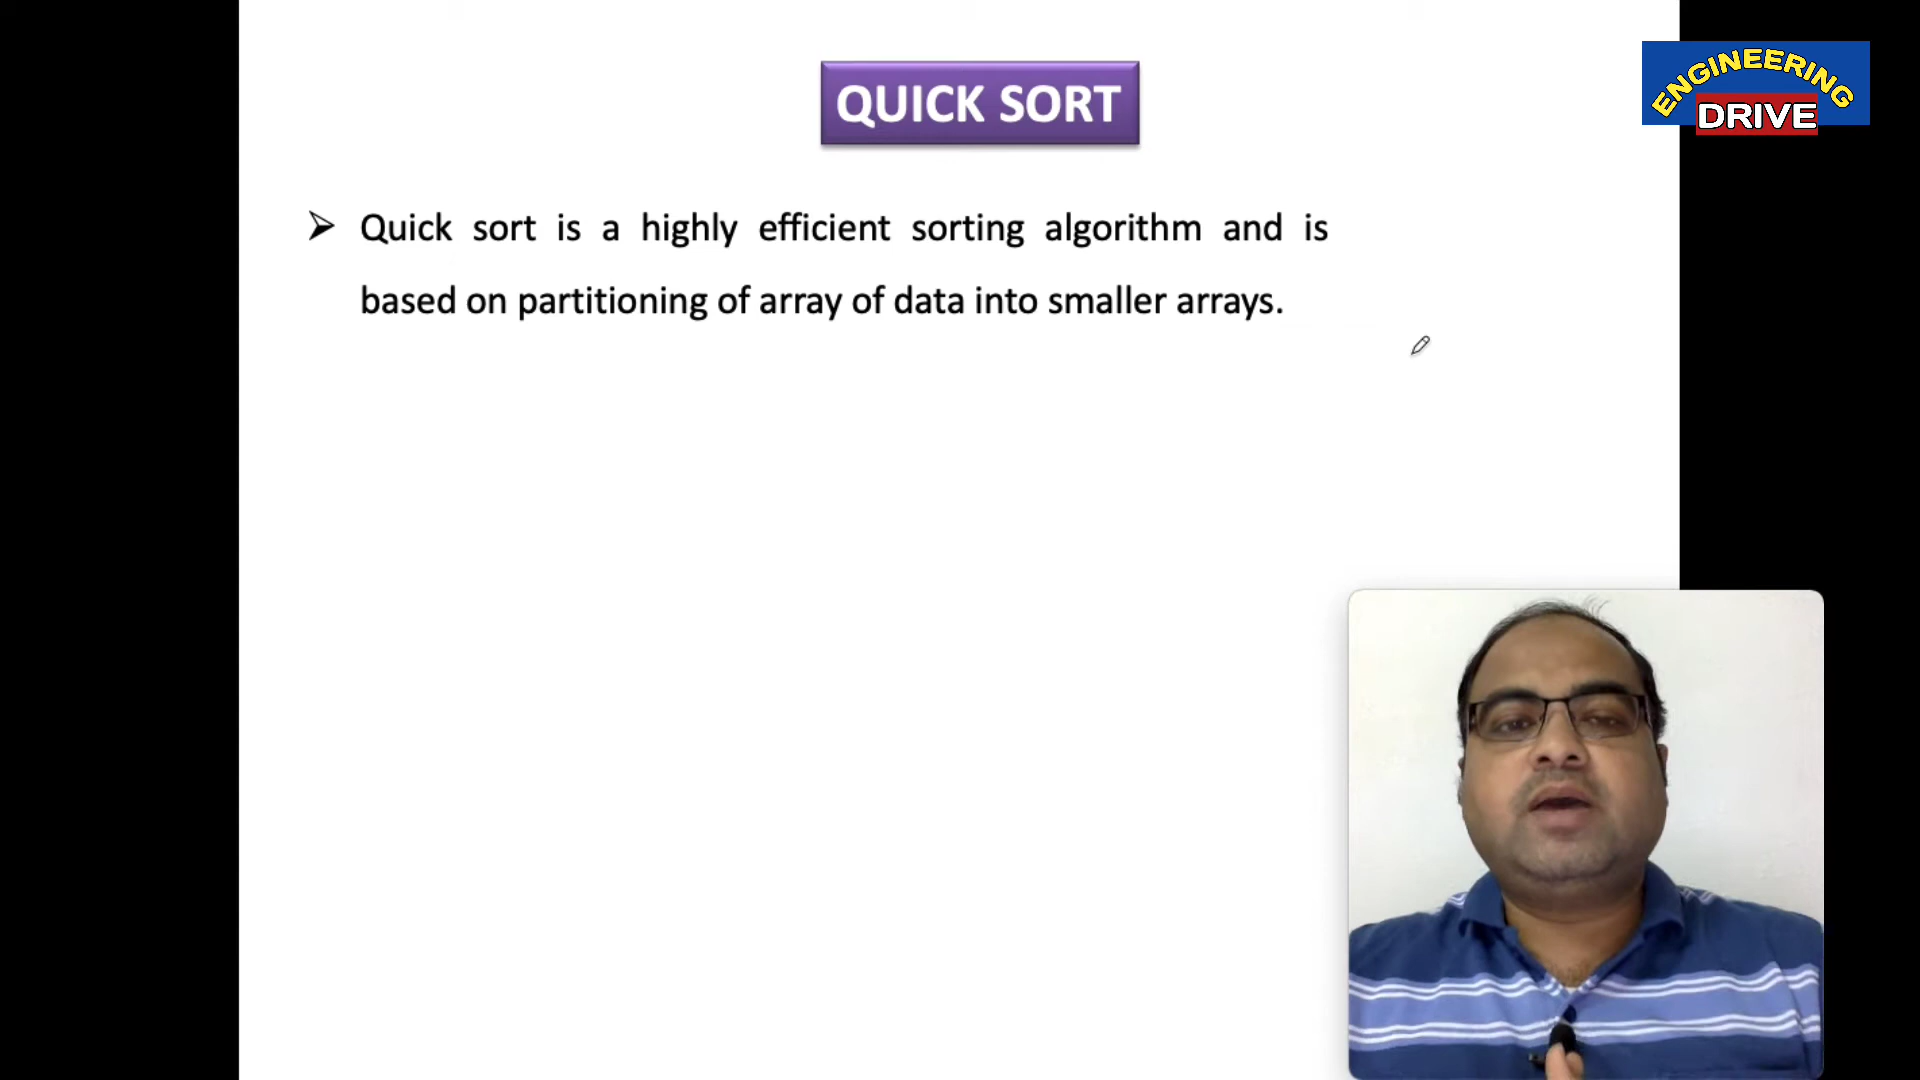 QUICK SORT
ENGINEERING
DRIVE
➢ Quick sort is a highly efficient sorting algorithm and is
based on partitioning of array of data into smaller arrays.